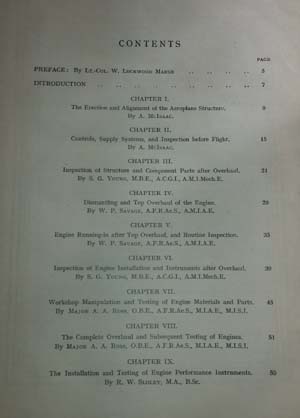 CONTENTS
PAGE
PREFACE: By Lt.-Col. W. Lockwood Marsh .. .. .. .. 5
INTRODUCTION .. .. .. .. .. .. .. .. 7
CHAPTER I.
The Erection and Alignment of the Aeroplane Structure. 9
By A. McIsaac.
CHAPTER II.
Controls, Supply Systems, and Inspection before Flight. 15
By A. McIsaac.
CHAPTER III.
Inspection of Structure and Component Parts after Overhaul. 21
By S. G. Young, M.B.E., A.C.G.I., A.M.I.Mech.E.
CHAPTER IV.
Dismantling and Top Overhaul of the Engine. 29
By W. P. Savage, A.F.R.Ae.S., A.M.I.A.E.
CHAPTER V.
Engine Running-in after Top Overhaul, and Routine Inspection. 35
By W. P. Savage, A.F.R.Ae.S., A.M.I.A.E.
CHAPTER VI.
Inspection of Engine Installation and Instruments after Overhaul. 39
By S. G. Young, M.B.E., A.C.G.I., A.M.I.Mech.E.
CHAPTER VII.
Workshop Manipulation and Testing of Engine Materials and Parts. 45
By Major A. A. Ross, O.B.E., A.F.R.Ae.S., M.I.A.E., M.I.S.I.
CHAPTER VIII.
The Complete Overhaul and Subsequent Testing of Engines. 51
By Major A. A. Ross, O.B.E., A.F.R.Ae.S., M.I.A.E., M.I.S.I.
CHAPTER IX.
The Installation and Testing of Engine Performance Instruments.
By R. W. Sloley, M.A., B.Sc.